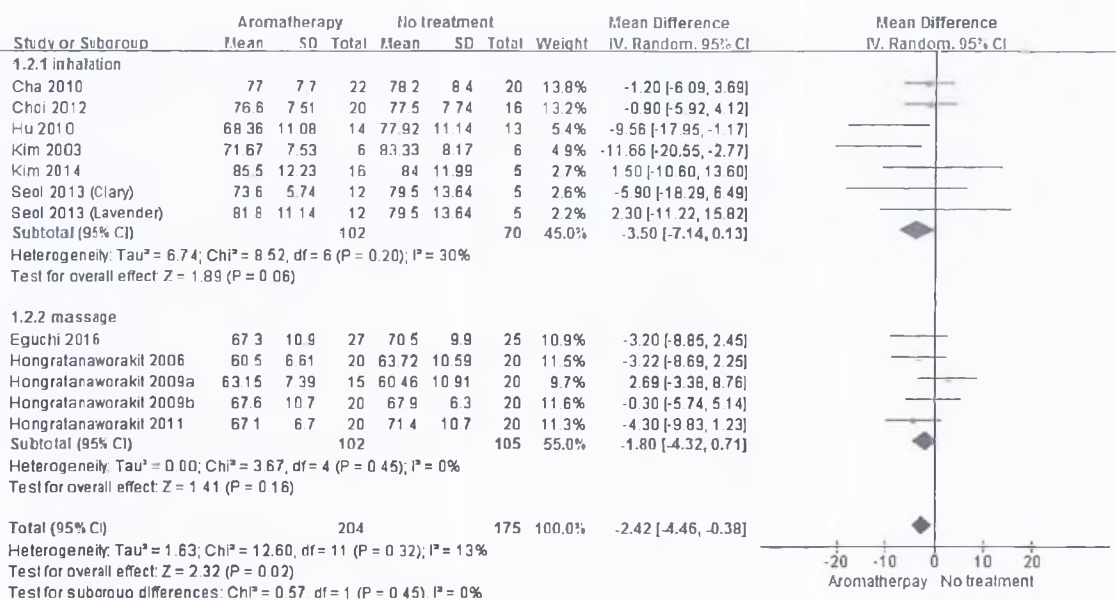 Aromatherapy No treatment Mean Difference Mean Difference
Study or Subgroup Mean SD Total Mean SD Total Weight IV. Random. 95% CI IV. Random. 95% CI
1.2.1 inhalation
Cha 2010 77 7.7 22 78.2 8.4 20 13.8% -1.20 [-6.09, 3.69]
Choi 2012 76.6 7.51 20 77.5 7.74 16 13.2% -0.90 [-5.92, 4.12]
Hu 2010 68.36 11.08 14 77.92 11.14 13 5.4% -9.56 [-17.95, -1.17]
Kim 2003 71.67 7.53 6 83.33 8.17 6 4.9% -11.66 [-20.55, -2.77]
Kim 2014 85.5 12.23 16 84 11.99 5 2.7% 1.50 [-10.60, 13.60]
Seol 2013 (Clary) 73.6 5.74 12 79.5 13.64 5 2.6% -5.90 [-18.29, 6.49]
Seol 2013 (Lavender) 81.8 11.14 12 79.5 13.64 5 2.2% 2.30 [-11.22, 15.82]
Subtotal (95% CI) 102 70 45.0% -3.50 [-7.14, 0.13]
Heterogeneity: Tau² = 6.74; Chi² = 8.52, df = 6 (P = 0.20); I² = 30%
Test for overall effect: Z = 1.89 (P = 0.06)
1.2.2 massage
Eguchi 2016 67.3 10.9 27 70.5 9.9 25 10.9% -3.20 [-8.85, 2.45]
Hongratanaworakit 2006 60.5 6.61 20 63.72 10.59 20 11.5% -3.22 [-8.69, 2.25]
Hongratanaworakit 2009a 63.15 7.39 15 60.46 10.91 20 9.7% 2.69 [-3.38, 8.76]
Hongratanaworakit 2009b 67.6 10.7 20 67.9 6.3 20 11.6% -0.30 [-5.74, 5.14]
Hongratanaworakit 2011 67.1 6.7 20 71.4 10.7 20 11.3% -4.30 [-9.83, 1.23]
Subtotal (95% CI) 102 105 55.0% -1.80 [-4.32, 0.71]
Heterogeneity: Tau² = 0.00; Chi² = 3.67, df = 4 (P = 0.45); I² = 0%
Test for overall effect: Z = 1.41 (P = 0.16)
Total (95% CI) 204 175 100.0% -2.42 [-4.46, -0.38]
Heterogeneity: Tau² = 1.63; Chi² = 12.60, df = 11 (P = 0.32); I² = 13%
Test for overall effect: Z = 2.32 (P = 0.02)
Test for subgroup differences: Chi² = 0.57, df = 1 (P = 0.45), I² = 0%
-20 -10 0 10 20
Aromatherpay No treatment